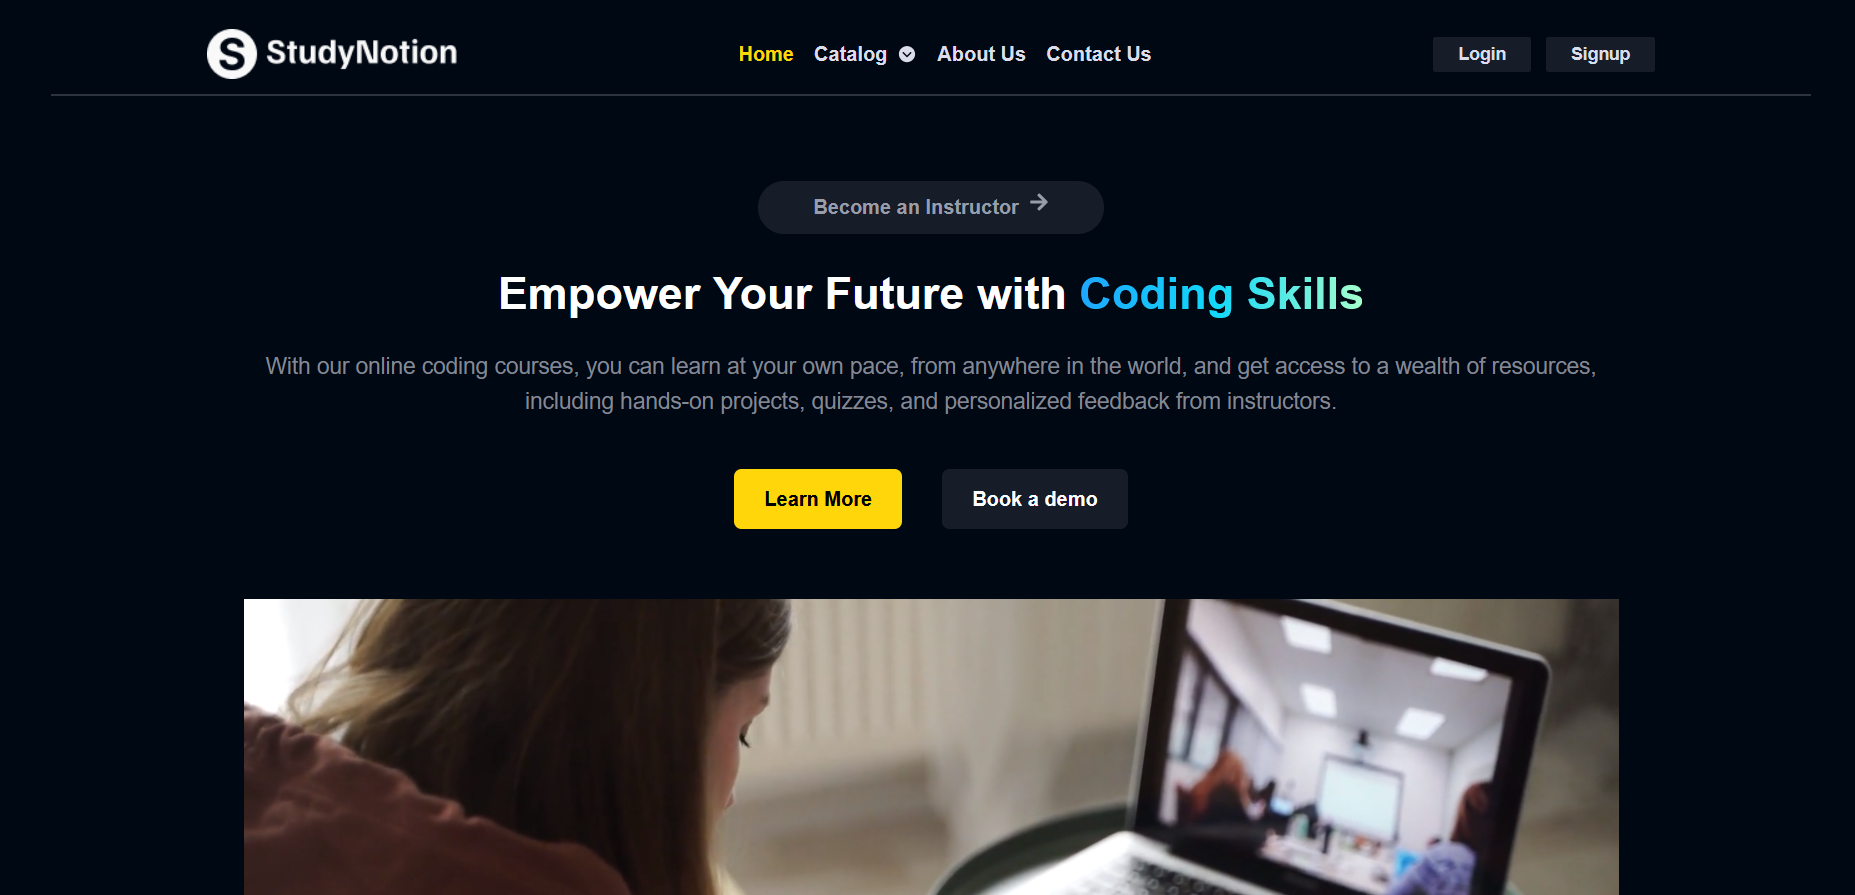 S StudyNotion
Home Catalog About Us Contact Us
Login Signup
Become an Instructor
Empower Your Future with Coding Skills
With our online coding courses, you can learn at your own pace, from anywhere in the world, and get access to a wealth of resources,
including hands-on projects, quizzes, and personalized feedback from instructors.
Learn More Book a demo